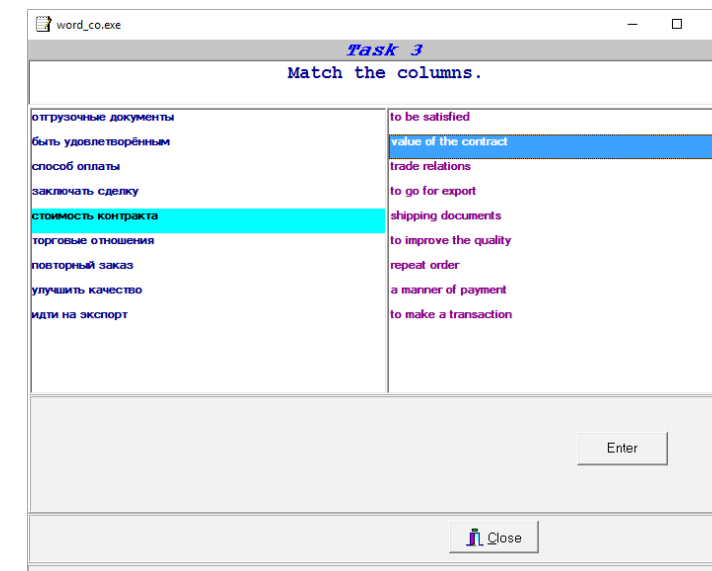 word_co.exe
Task 3
Match the columns.
отгрузочные документы
быть удовлетворённым
способ оплаты
заключать сделку
стоимость контракта
торговые отношения
повторный заказ
улучшить качество
идти на экспорт
to be satisfied
value of the contract
trade relations
to go for export
shipping documents
to improve the quality
repeat order
a manner of payment
to make a transaction
Enter
Close